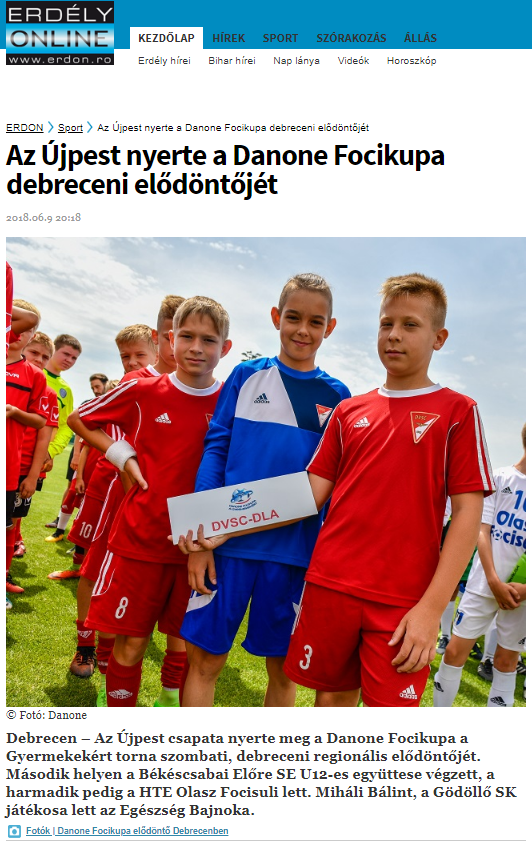 ERDÉLY
ONLINE
www.erdon.ro
KEZDŐLAP HÍREK SPORT SZÓRAKOZÁS ÁLLÁS
Erdély hírei Bihar hírei Nap lánya Videók Horoszkóp
ERDON Sport Az Újpest nyerte a Danone Focikupa debreceni elődöntőjét
Az Újpest nyerte a Danone Focikupa
debreceni elődöntőjét
2018.06.9 20:18
DVSC-DLA
DVSC
10
8
3
adidas
Olas
ocis
© Fotó: Danone
Debrecen – Az Újpest csapata nyerte meg a Danone Focikupa a
Gyermekekért torna szombati, debreceni regionális elődöntőjét.
Második helyen a Békéscsabai Előre SE U12-es együttese végzett, a
harmadik pedig a HTE Olasz Focisuli lett. Miháli Bálint, a Gödöllő SK
játékosa lett az Egészség Bajnoka.
Fotók | Danone Focikupa elődöntő Debrecenben